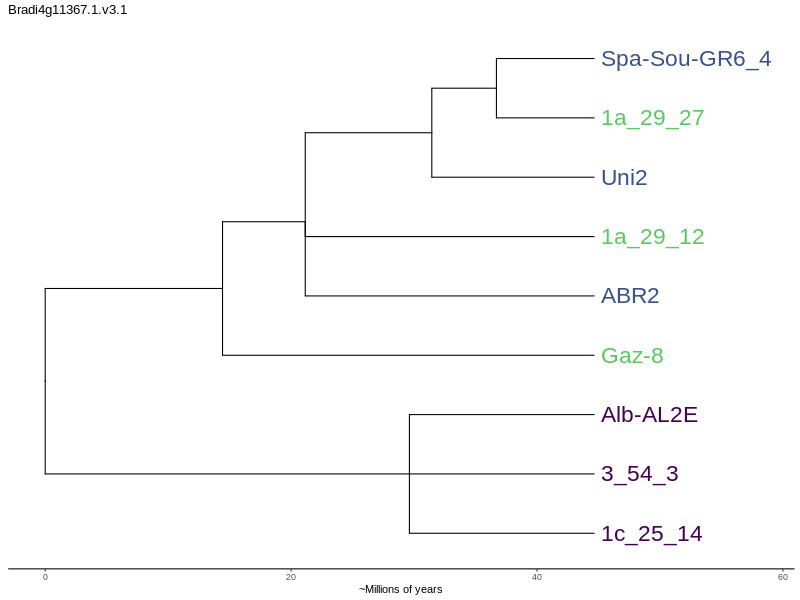 Bradi4g11367.1.v3.1
Spa-Sou-GR6_4
1a_29_27
Uni2
1a_29_12
ABR2
Gaz-8
Alb-AL2E
3_54_3
1c_25_14
0 20 40 60
~Millions of years